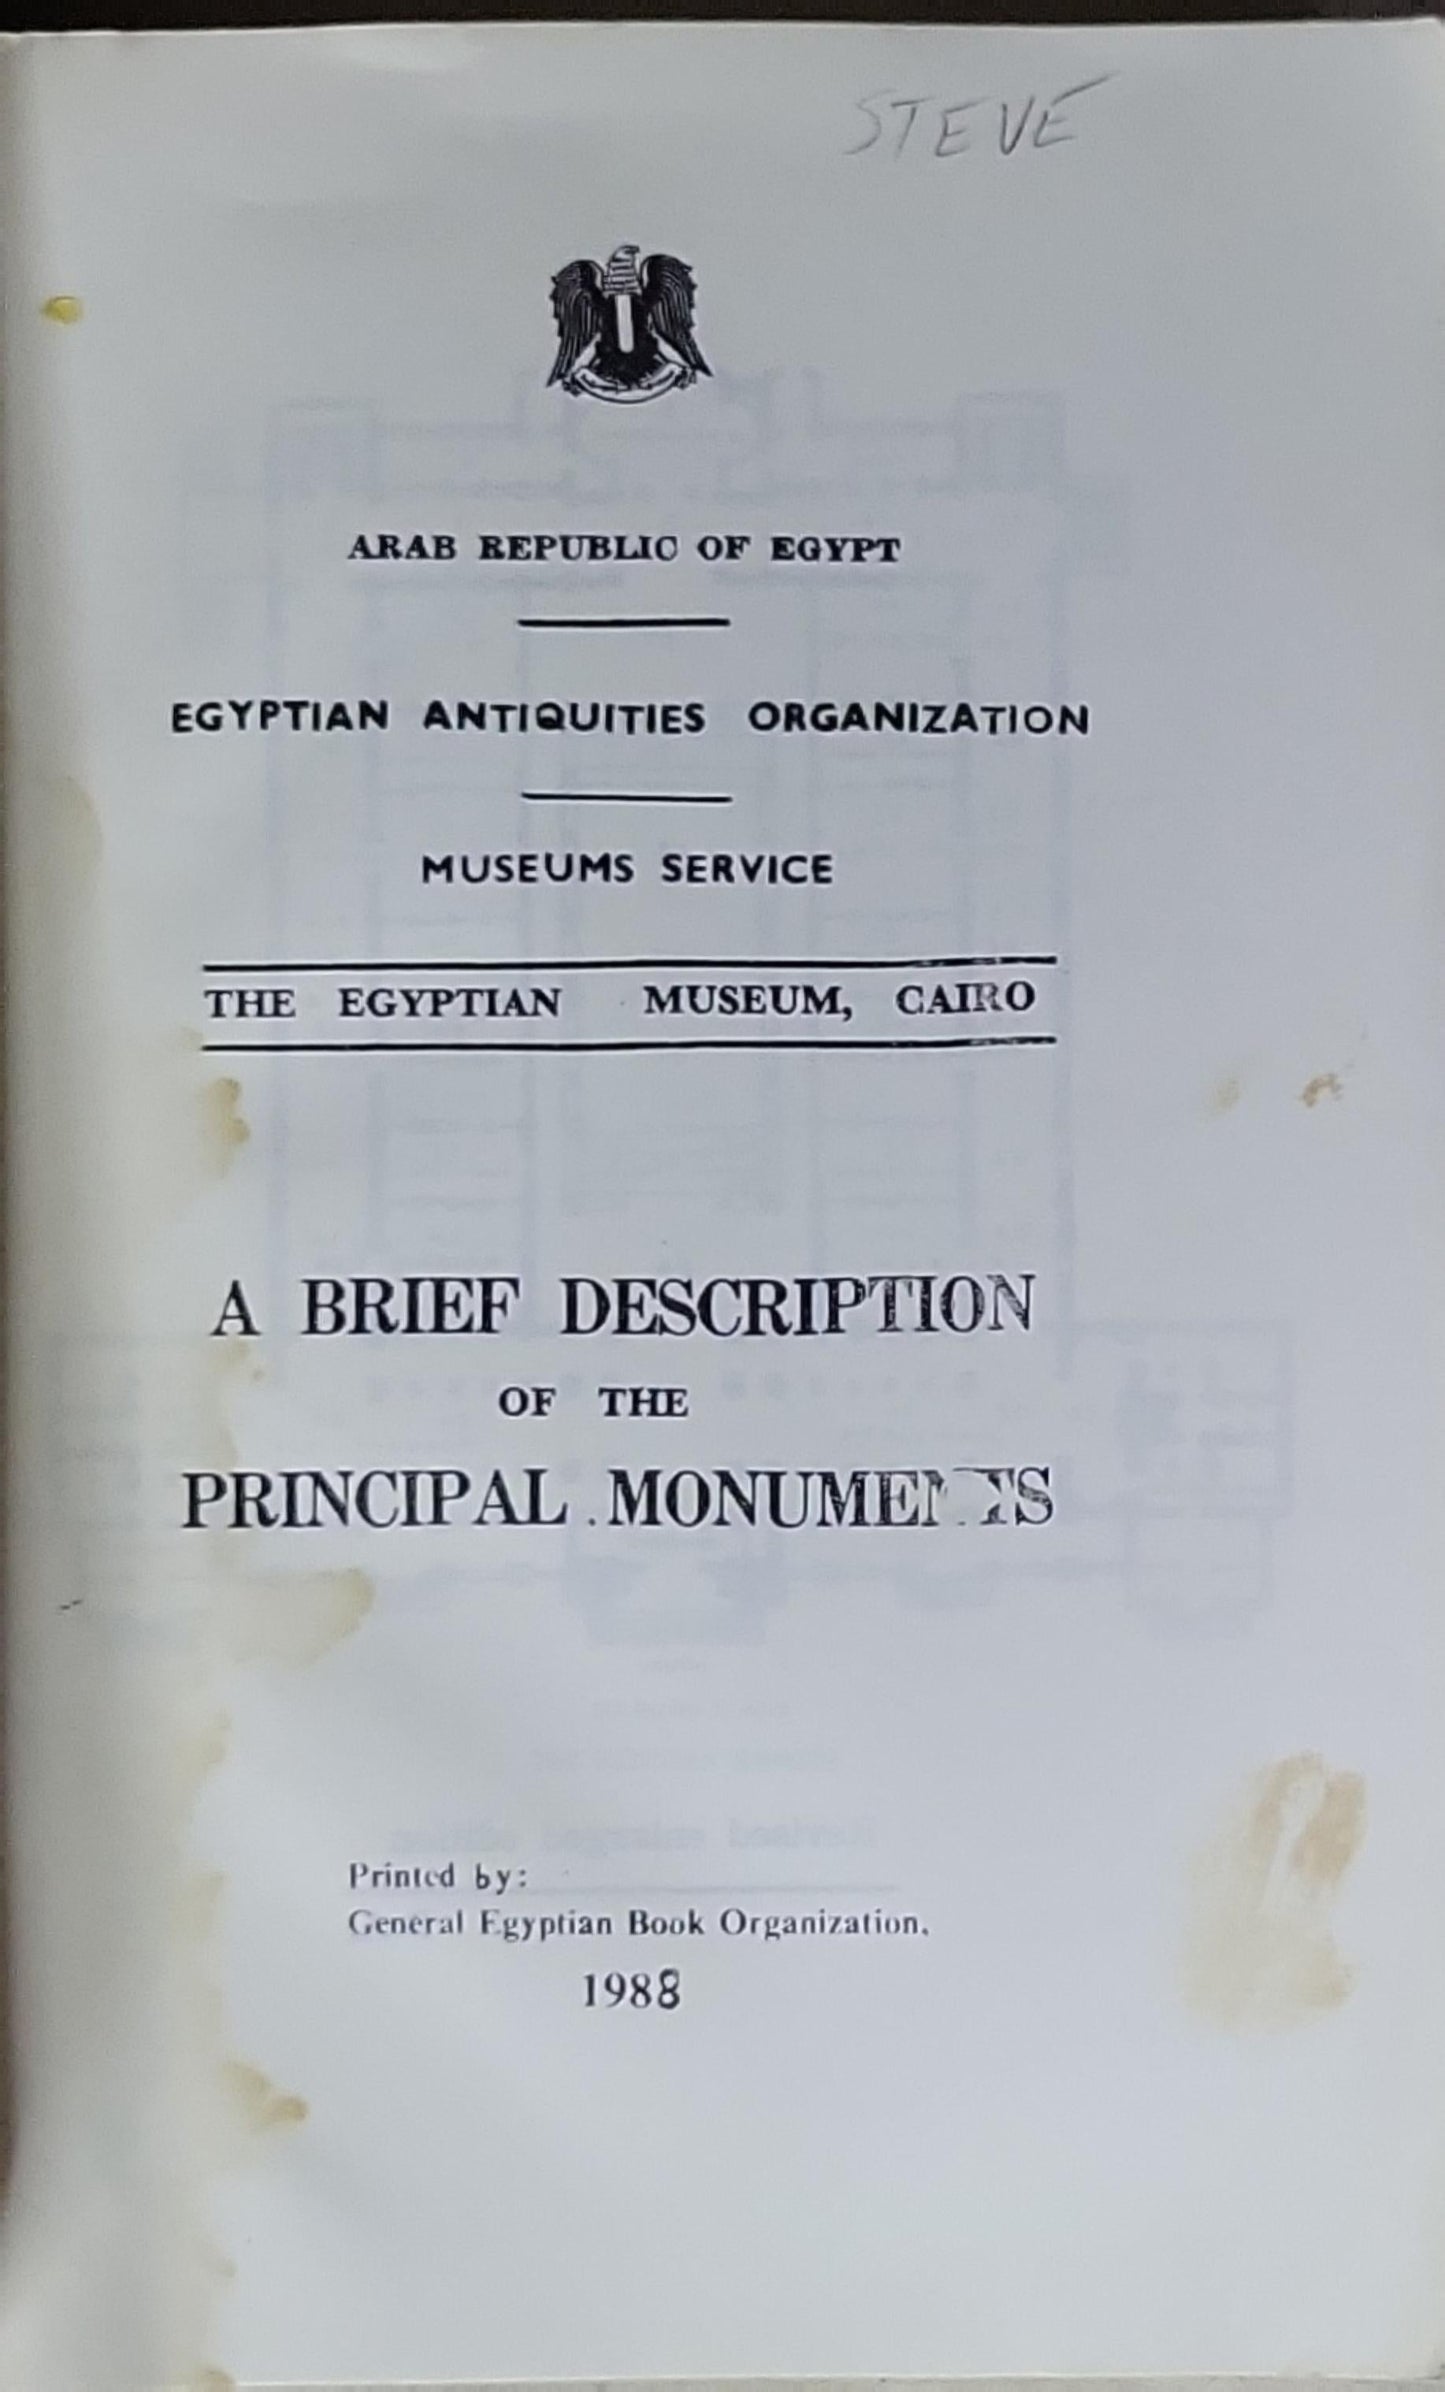 STEVE
ARAB REPUBLIC OF EGYPT
EGYPTIAN ANTIQUITIES ORGANIZATION
MUSEUMS SERVICE
THE EGYPTIAN MUSEUM, CAIRO
A BRIEF DESCRIPTION
OF THE
PRINCIPAL MONUMENTS
Printed by:
General Egyptian Book Organization.
1988